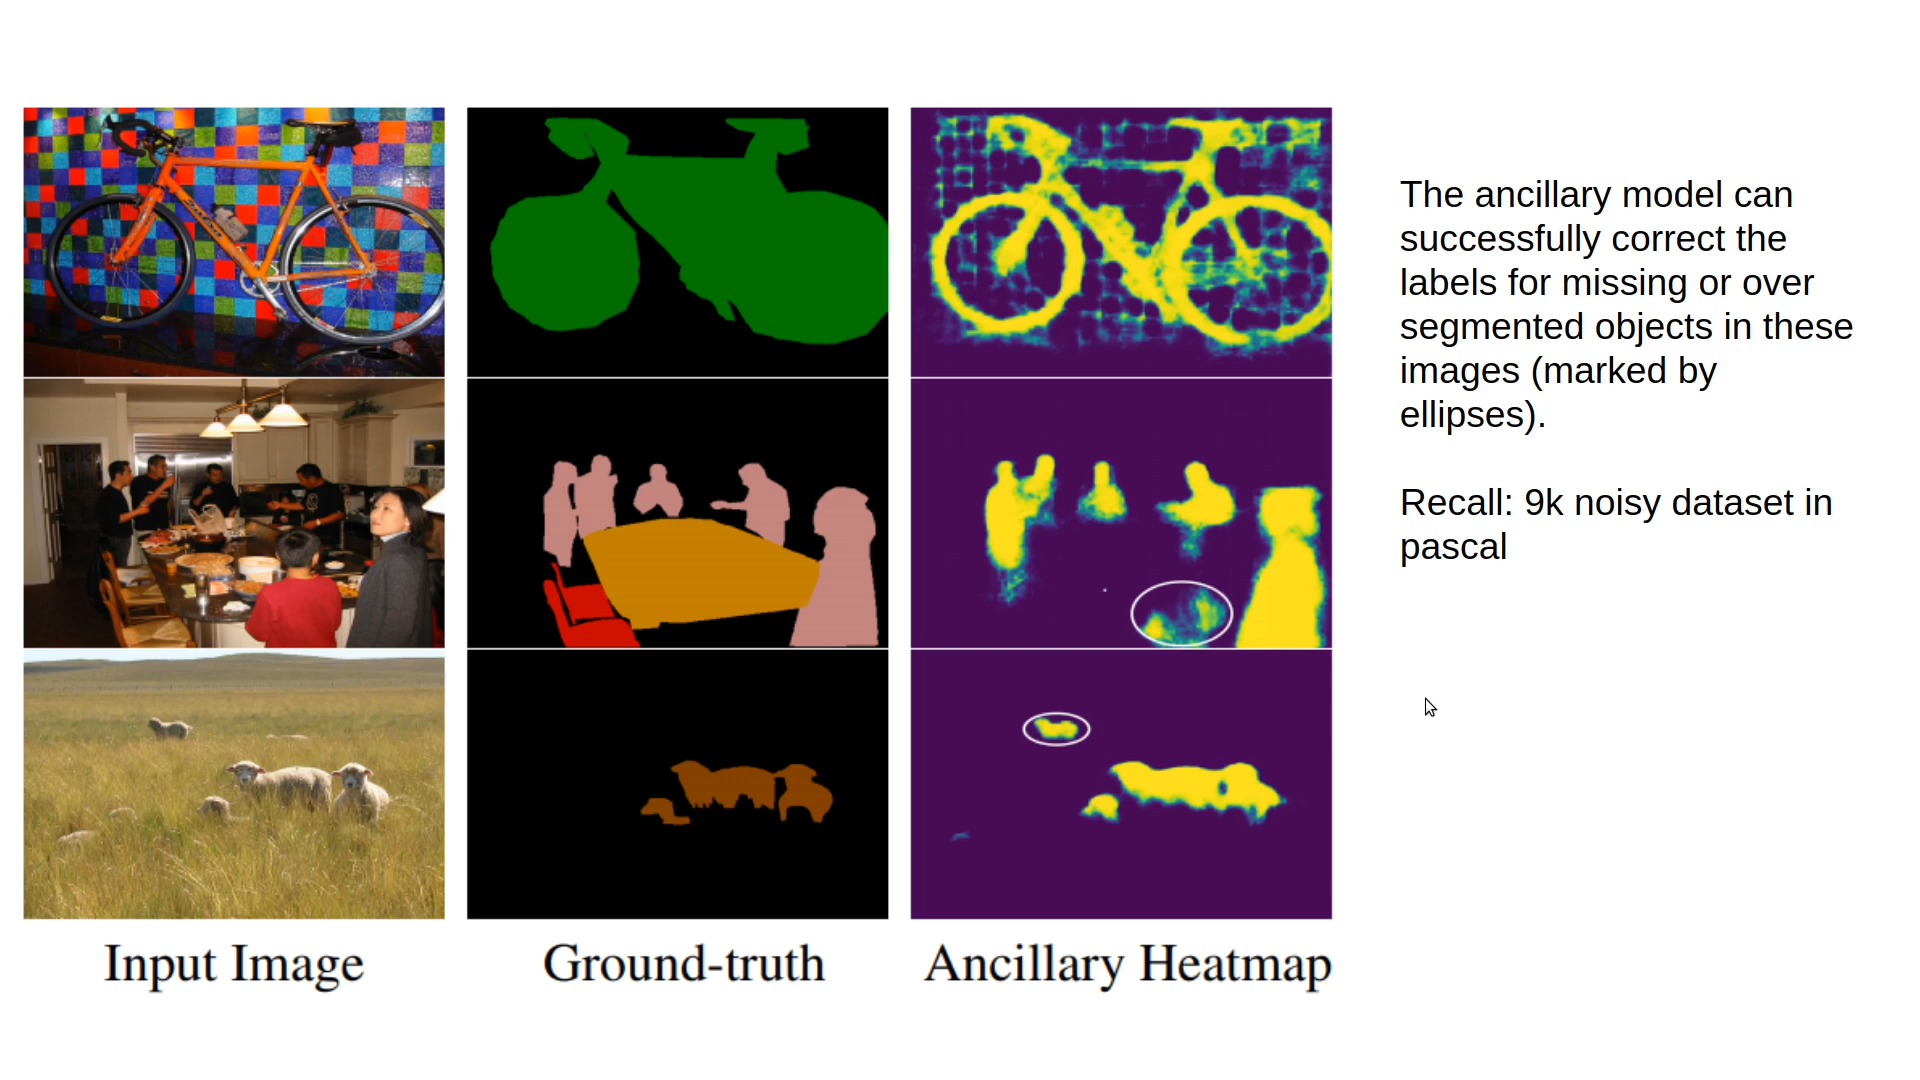 The ancillary model can
successfully correct the
labels for missing or over
segmented objects in these
images (marked by
ellipses).
Recall: 9k noisy dataset in
pascal
Input Image
Ground-truth
Ancillary Heatmap